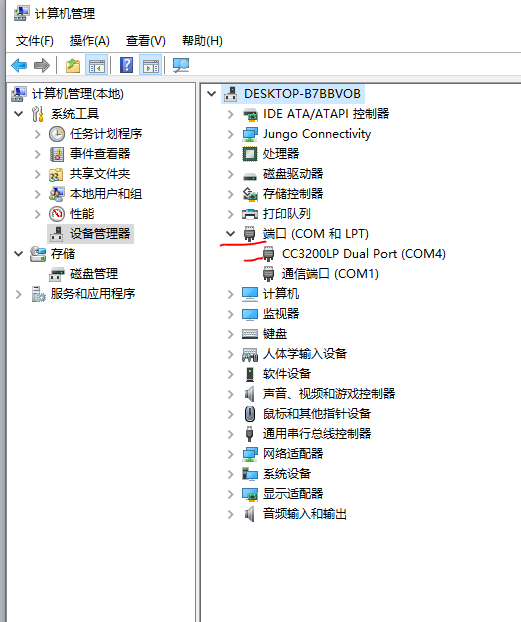 计算机管理
文件(F) 操作(A) 查看(V) 帮助(H)
计算机管理(本地)
系统工具
任务计划程序
事件查看器
共享文件夹
本地用户和组
性能
设备管理器
存储
磁盘管理
服务和应用程序
DESKTOP-B7BBVOB
IDE ATA/ATAPI 控制器
Jungo Connectivity
处理器
磁盘驱动器
存储控制器
打印队列
端口 (COM 和 LPT)
CC3200LP Dual Port (COM4)
通信端口 (COM1)
计算机
监视器
键盘
人体学输入设备
软件设备
声音、视频和游戏控制器
鼠标和其他指针设备
通用串行总线控制器
网络适配器
系统设备
显示适配器
音频输入和输出